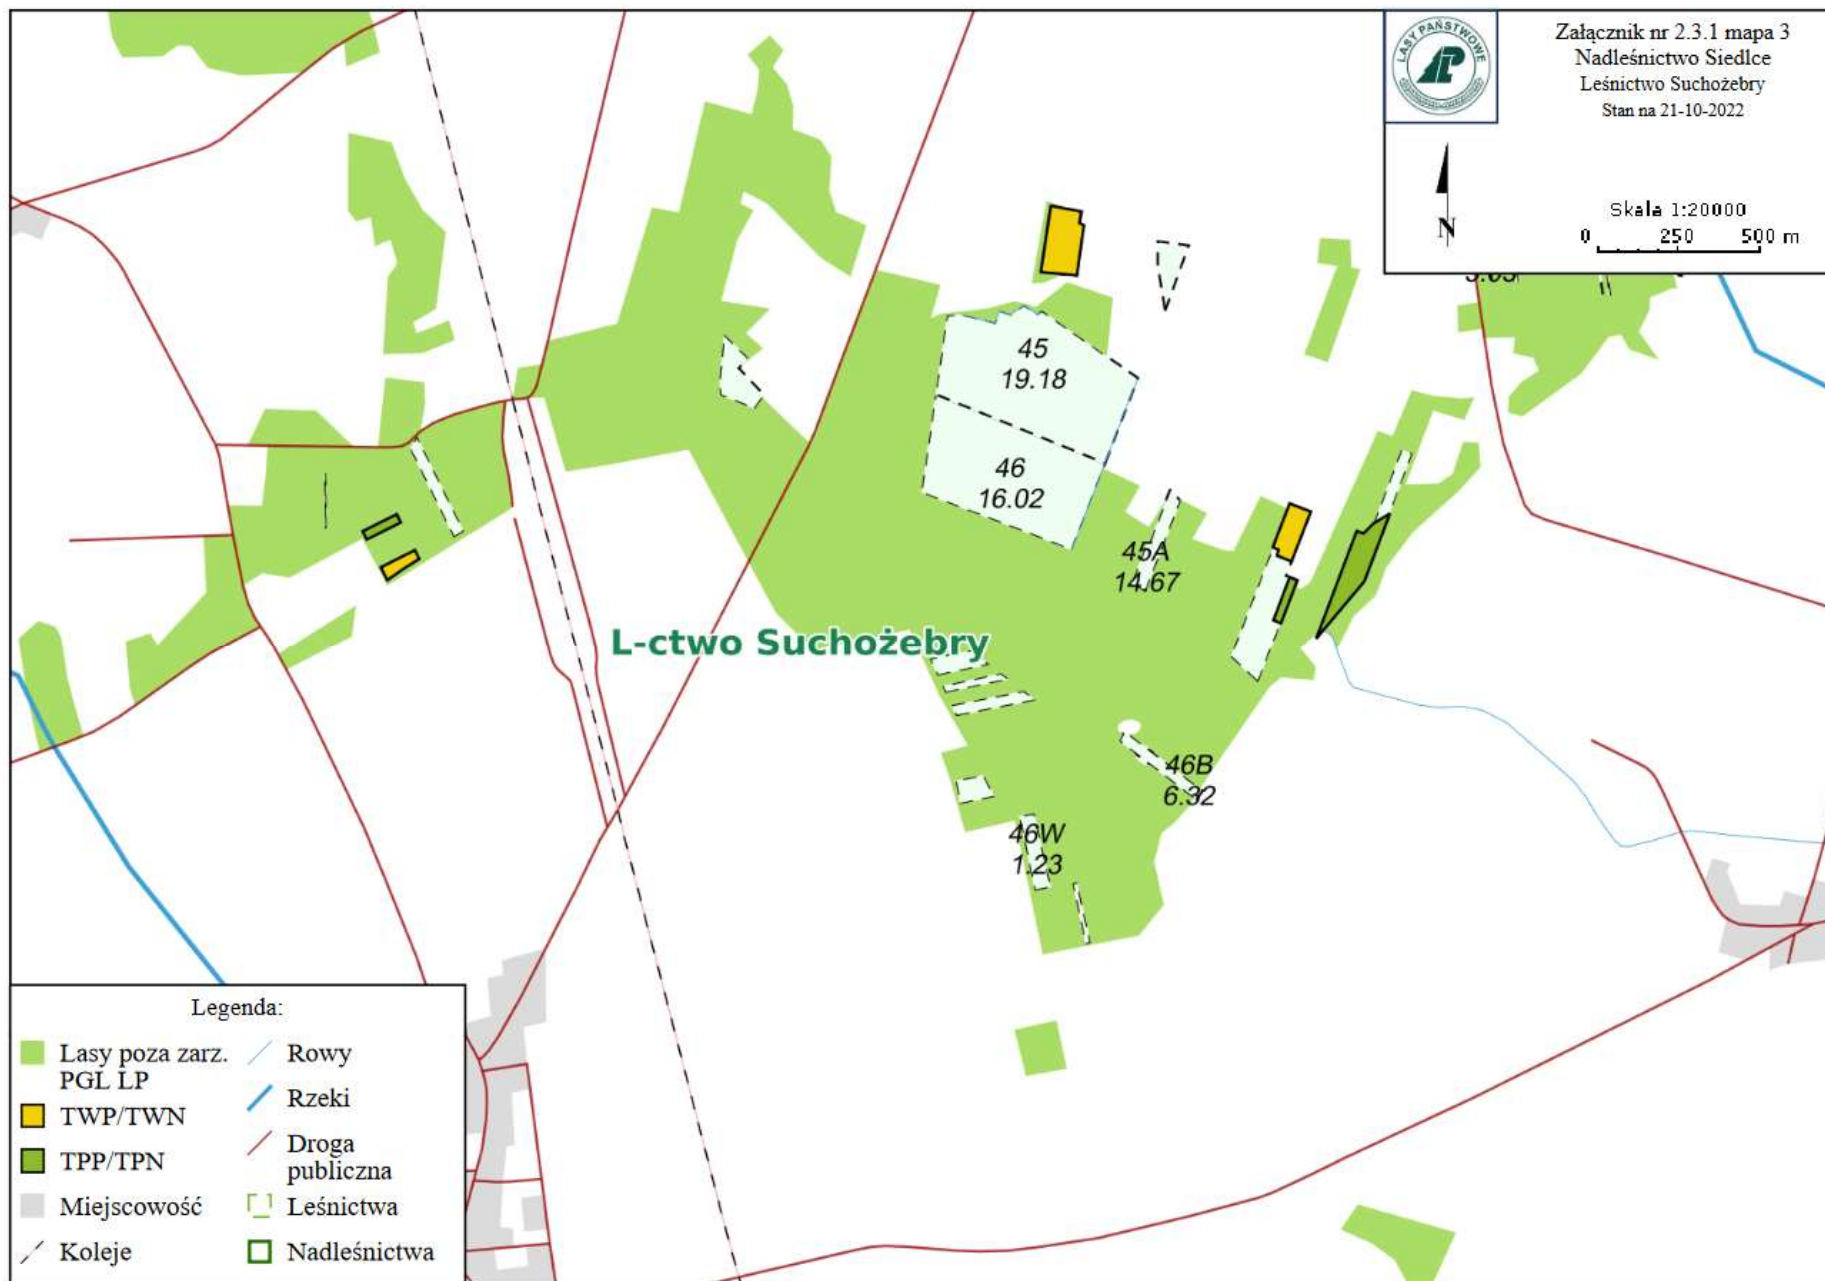 LASY PAŃSTWOWE
Załącznik nr 2.3.1 mapa 3
Nadleśnictwo Siedlce
Leśnictwo Suchożebry
Stan na 21-10-2022
N
Skala 1:20000
0 250 500 m
45
19.18
46
16.02
45A
14.67
L-ctwo Suchożebry
46B
6.32
46W
1.23
Legenda:
Lasy poza zarz.
PGL LP
TWP/TWN
TPP/TPN
Miejscowość
Koleje
Rowy
Rzeki
Droga
publiczna
Leśnictwa
Nadleśnictwa